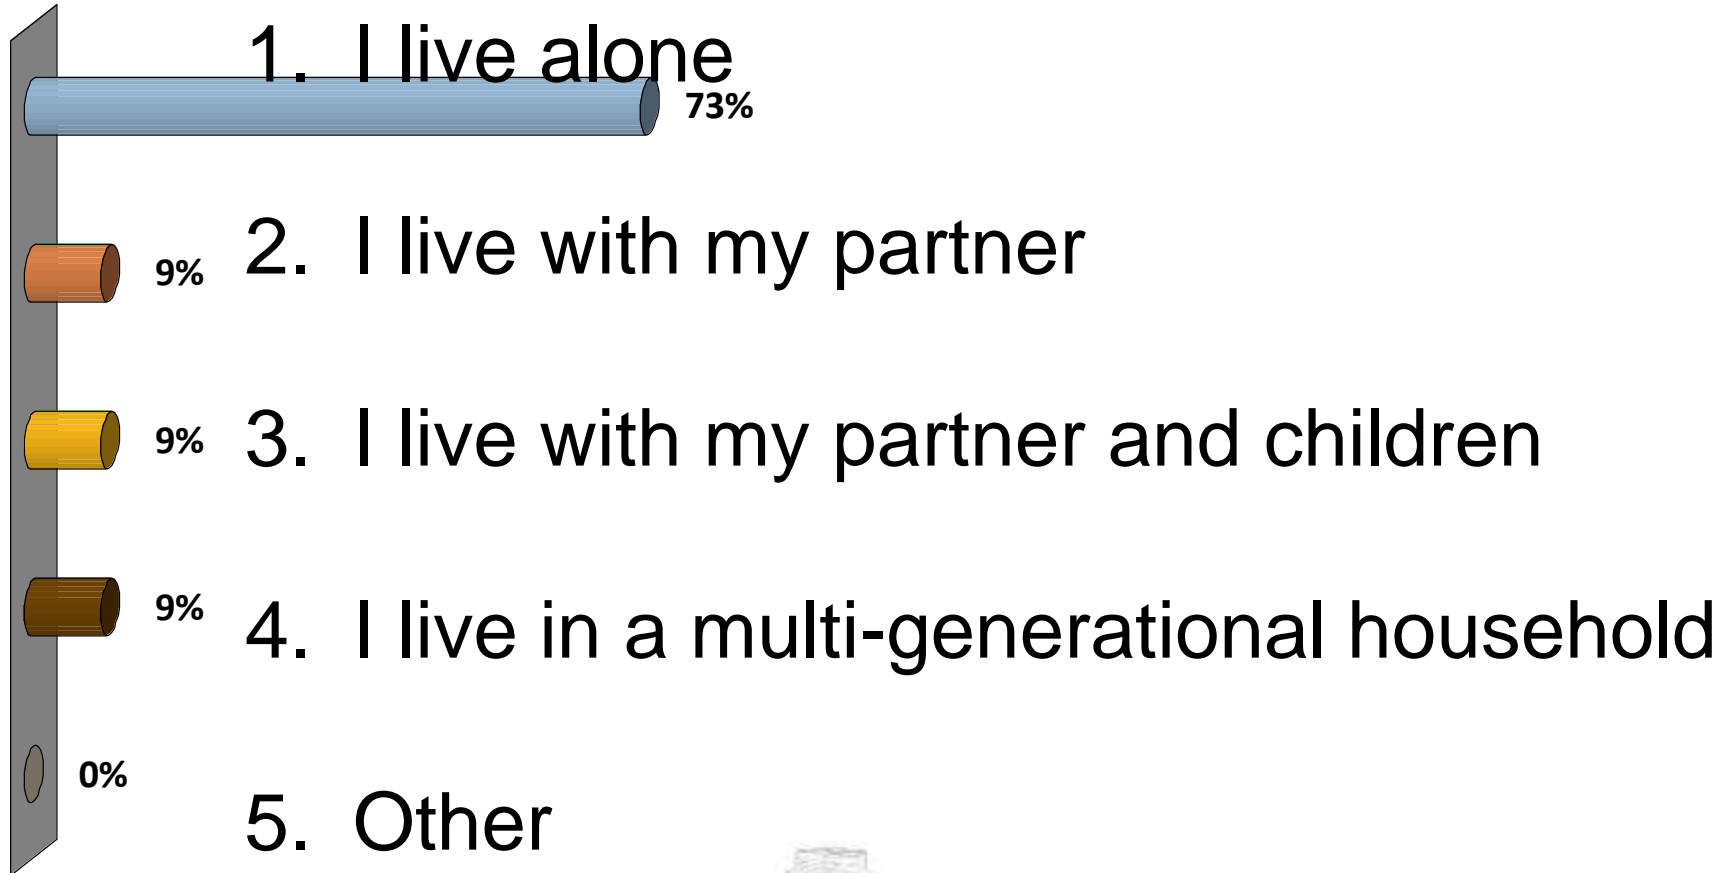 1. I live alone
73%
9%
2. I live with my partner
9%
3. I live with my partner and children
9%
4. I live in a multi-generational household
0%
5. Other